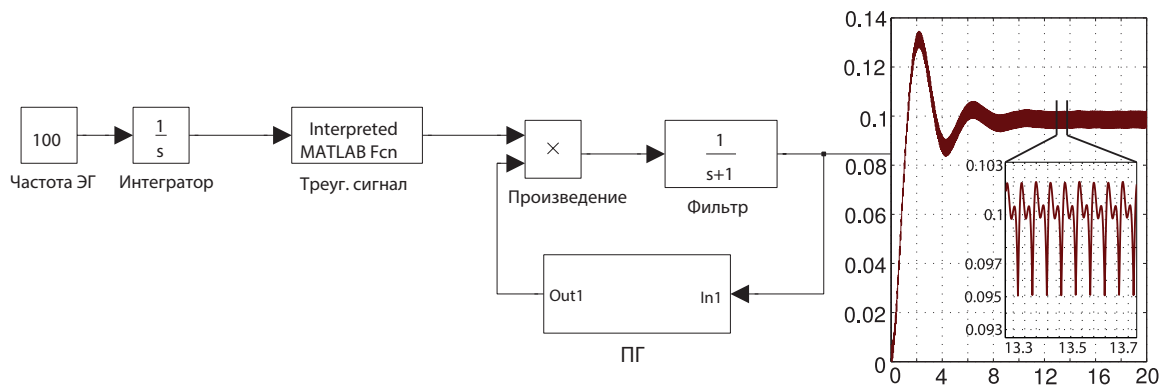 100
Частота ЭГ
1
s
Интегратор
Interpreted
MATLAB Fcn
Треуг. сигнал
×
Произведение
1
s+1
Фильтр
Out1
In1
ПГ
0.14
0.12
0.1
0.08
0.06
0.04
0.02
0
0 4 8 12 16 20
0.103
0.1
0.097
0.095
0.093
13.3 13.5 13.7